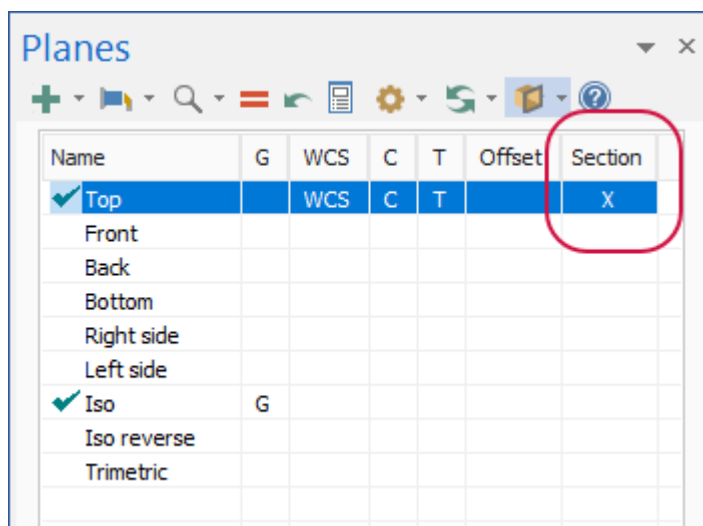 Planes
Name G WCS C T Offset Section
Top WCS C T X
Front
Back
Bottom
Right side
Left side
Iso G
Iso reverse
Trimetric